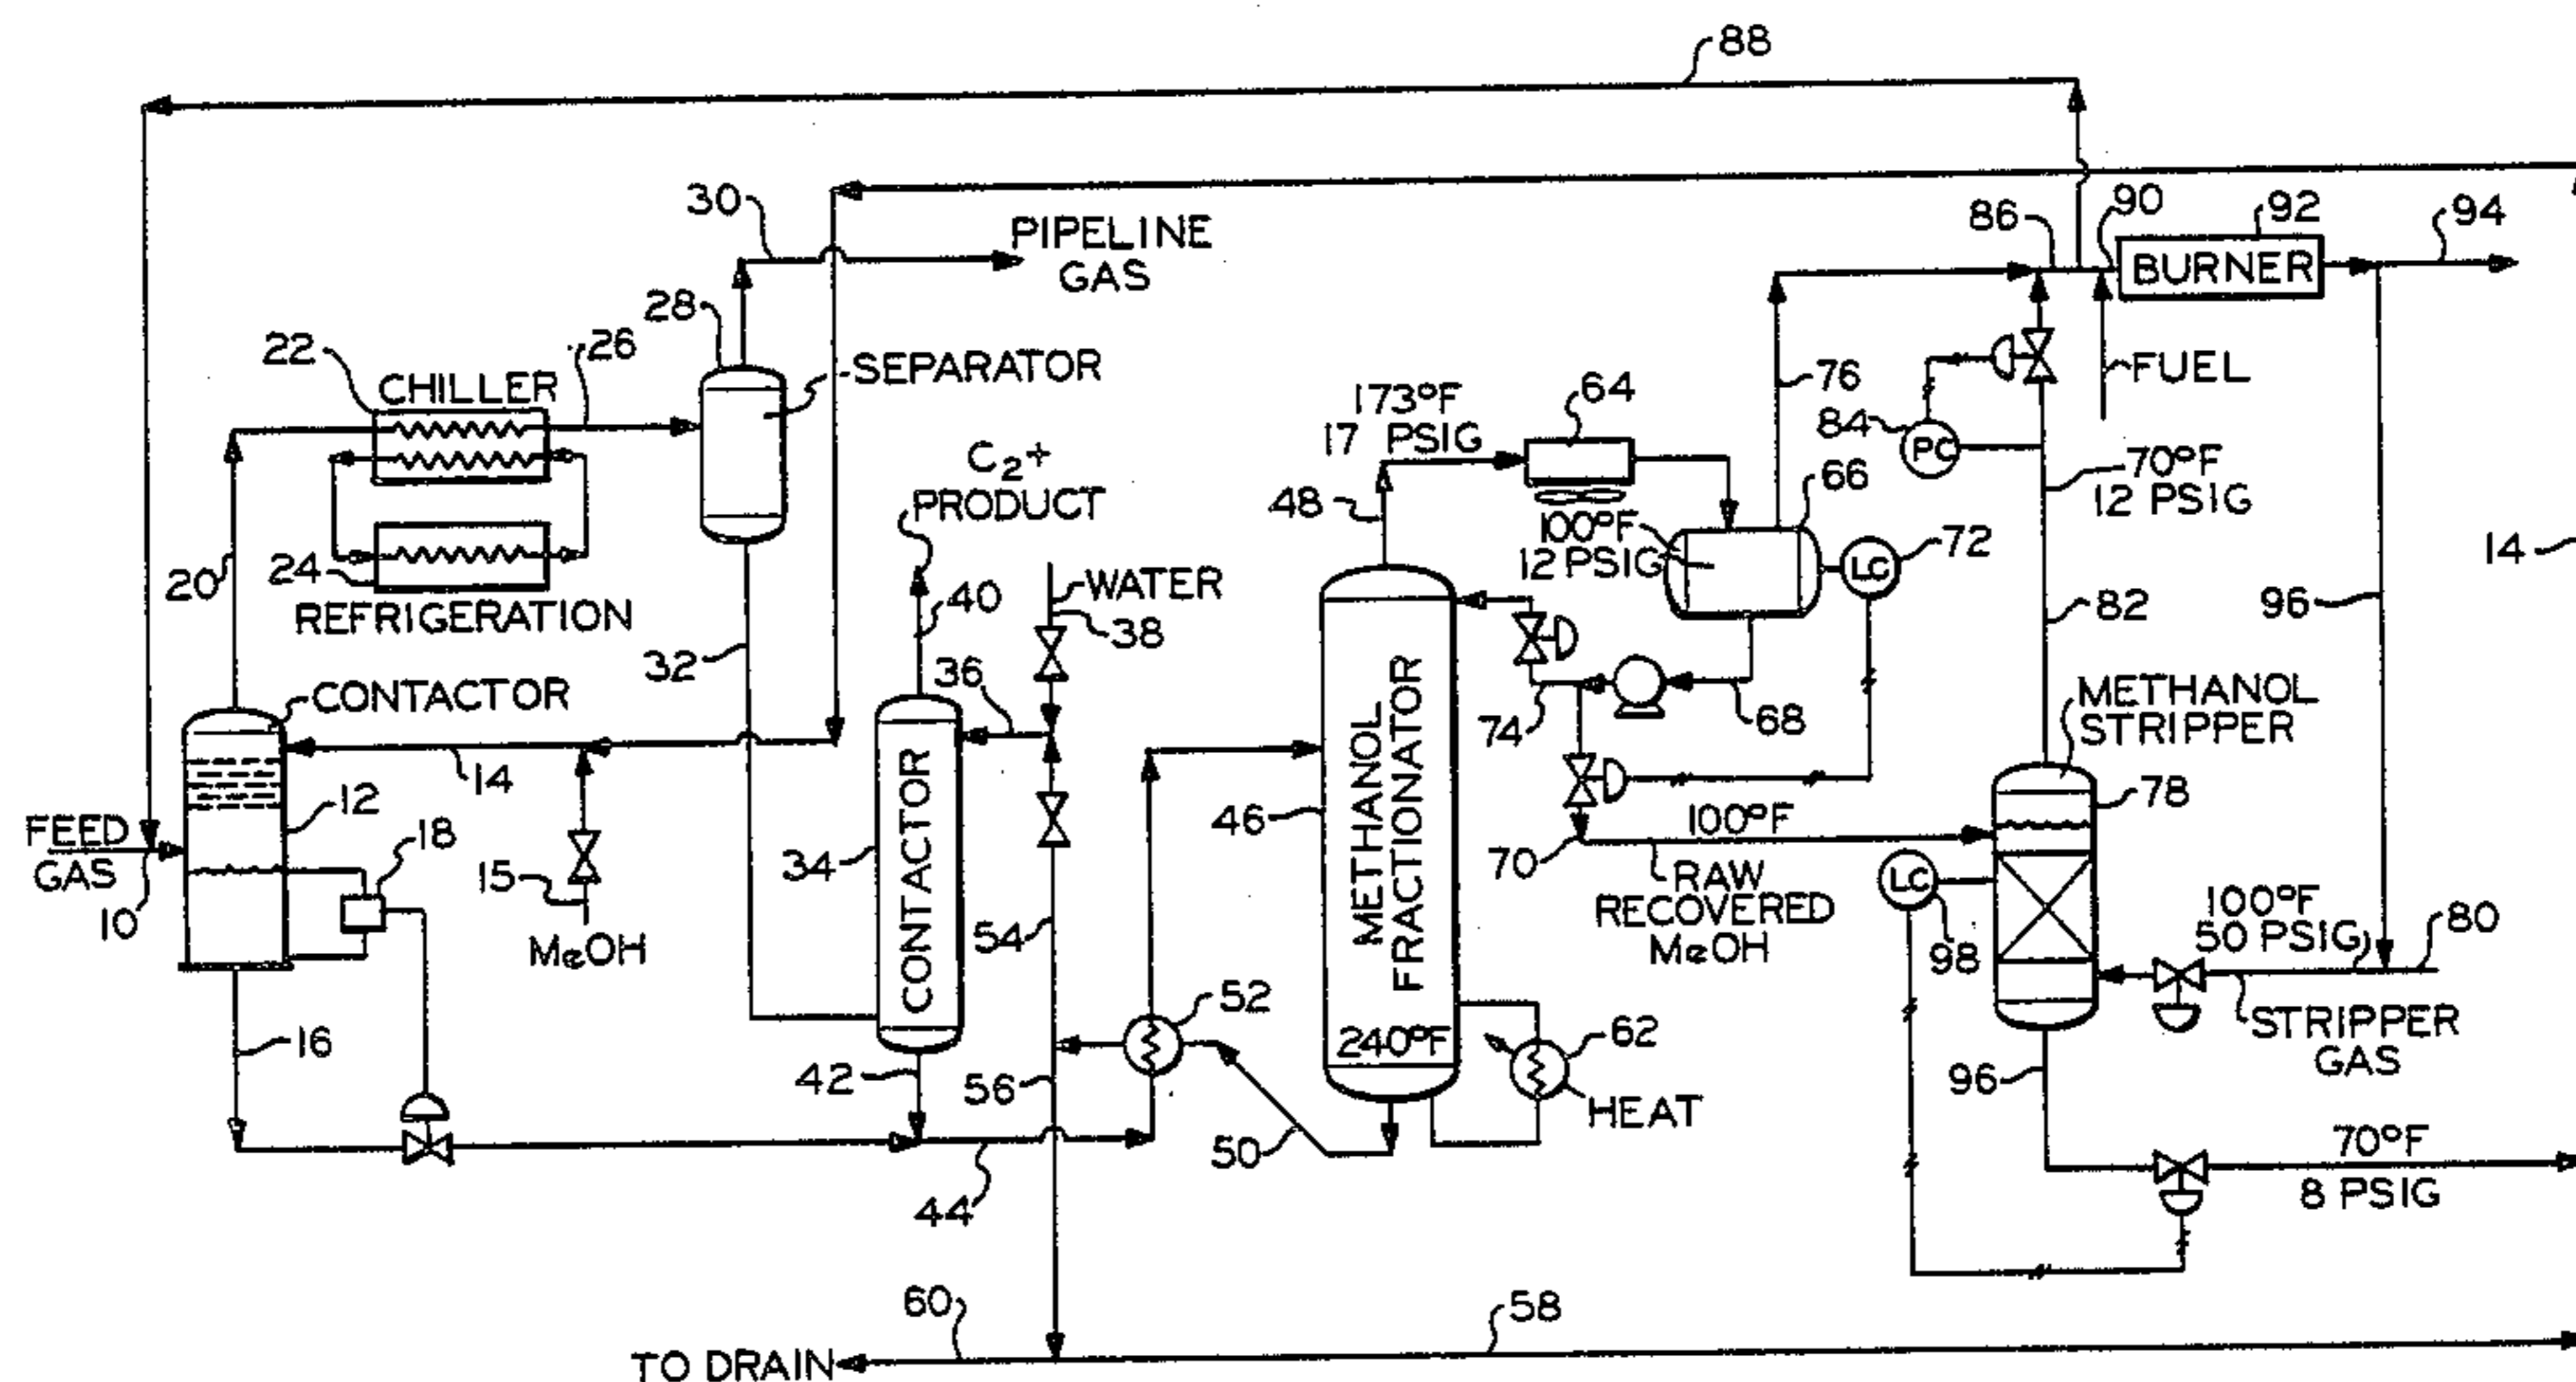 88
30
PIPELINE
GAS
86
90
92
94
BURNER
28
SEPARATOR
22
CHILLER
26
FUEL
173°F
17 PSIG
64
76
84
PC
C2+
PRODUCT
48
66
100°F
12 PSIG
LC
72
70°F
12 PSIG
14
20
24
REFRIGERATION
40
WATER
38
82
96
32
36
CONTACTOR
METHANOL
STRIPPER
74
68
14
12
78
FEED
GAS
18
34
CONTACTOR
46
METHANOL
FRACTIONATOR
70
100°F
RAW
RECOVERED
MeOH
LC
98
100°F
50 PSIG
80
10
15
MeOH
54
52
240°F
62
HEAT
STRIPPER
GAS
16
42
56
50
96
44
70°F
8 PSIG
60
58
TO DRAIN